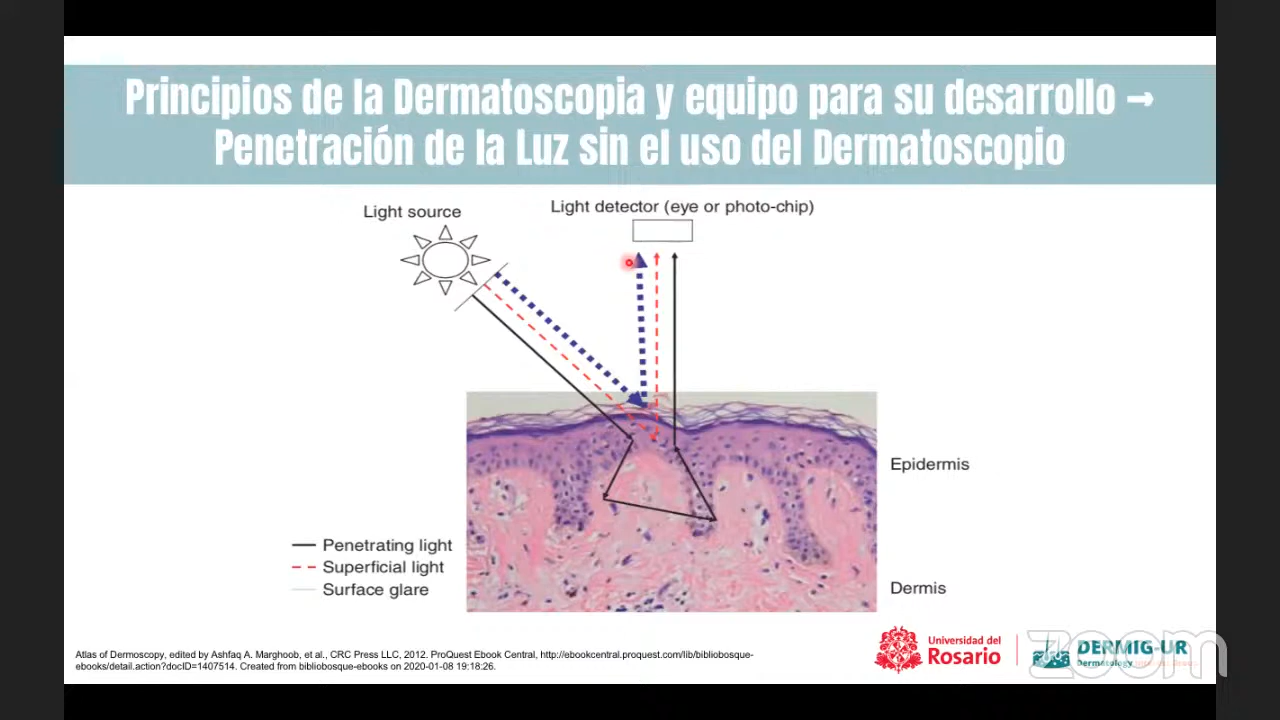 Principios de la Dermatoscopia y equipo para su desarrollo →
Penetración de la Luz sin el uso del Dermatoscopio
Light source
Light detector (eye or photo-chip)
Epidermis
Penetrating light
Superficial light
Surface glare
Dermis
Atlas of Dermoscopy, edited by Ashfaq A. Marghoob, et al., CRC Press LLC, 2012. ProQuest Ebook Central, http://ebookcentral.proquest.com/lib/bibliobosque-
ebooks/detail.action?docID=1407514. Created from bibliobosque-ebooks on 2020-01-08 19:18:26.
Universidad del
Rosario
DERMIG-UR
Dermatology
zoom